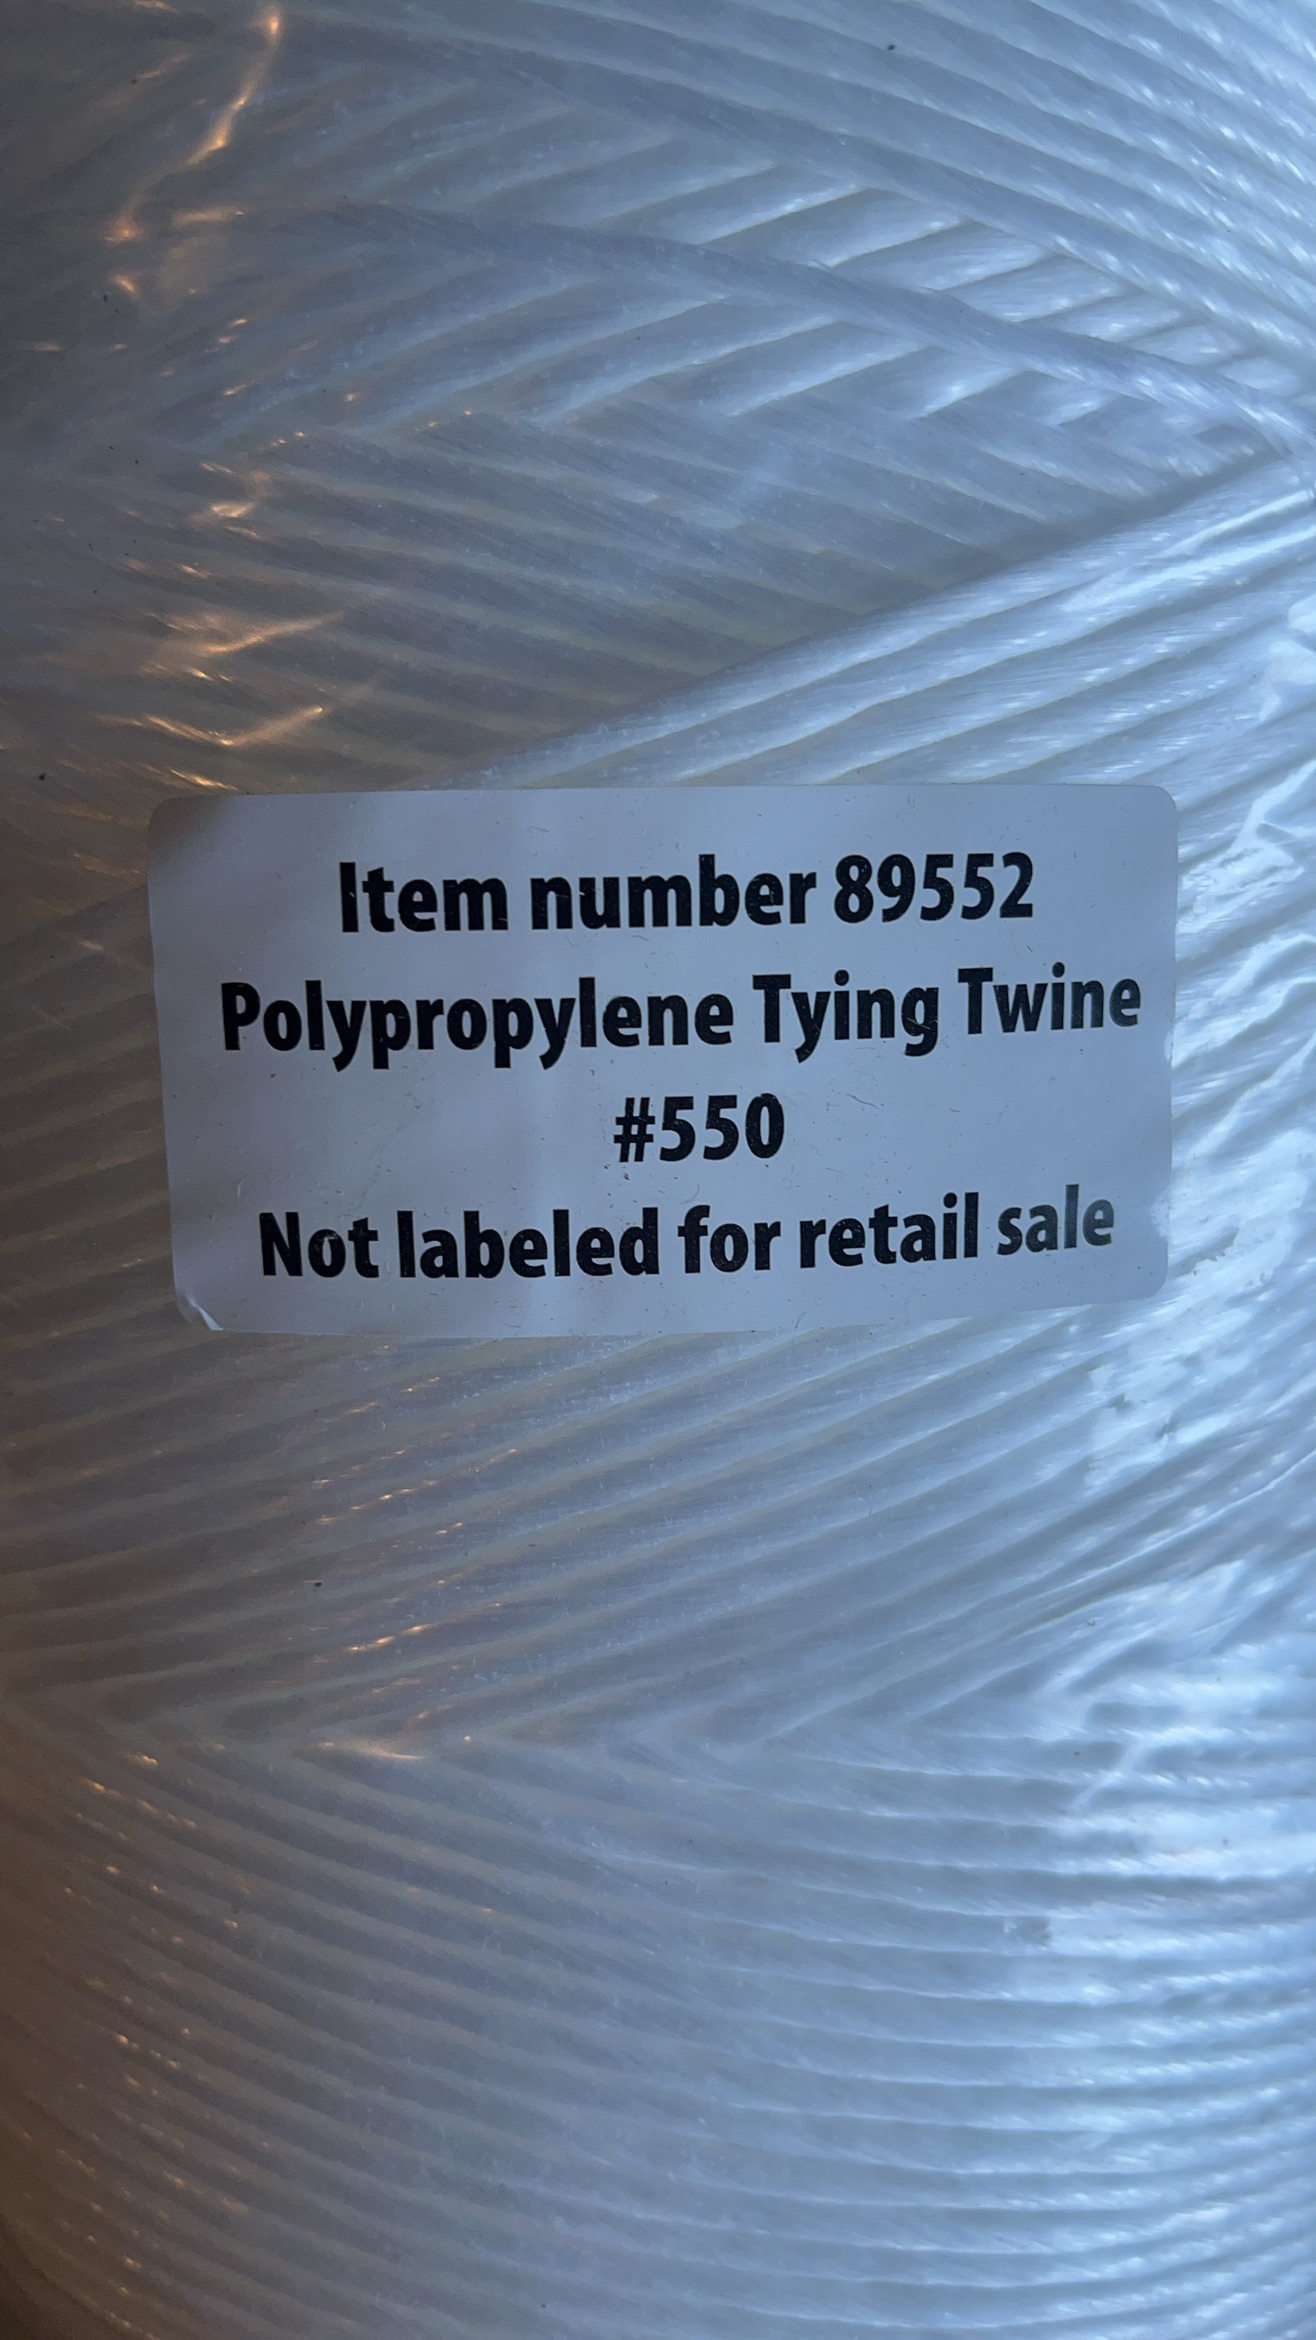 Item number 89552
Polypropylene Tying Twine
#550
Not labeled for retail sale